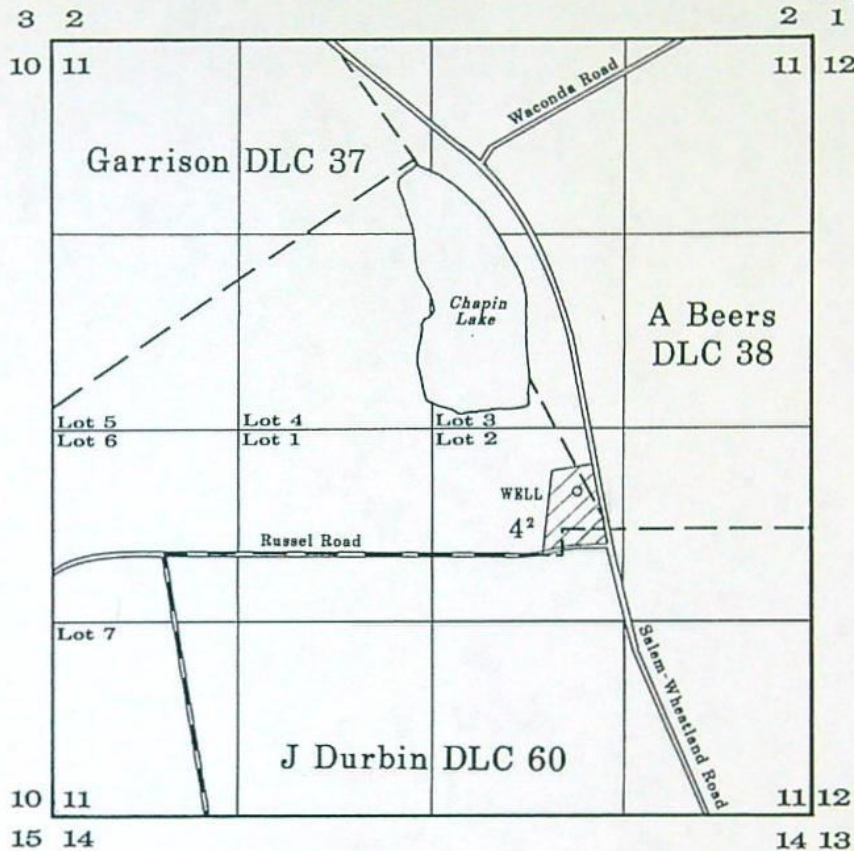 3 2
2 1
10 11
11 12
Waconda Road
Garrison DLC 37
Chapin
Lake
A Beers
DLC 38
Lot 5
Lot 4
Lot 3
Lot 6
Lot 1
Lot 2
WELL
4²
Russel Road
Lot 7
Salem-Wheatland Road
J Durbin DLC 60
10 11
11 12
15 14
14 13